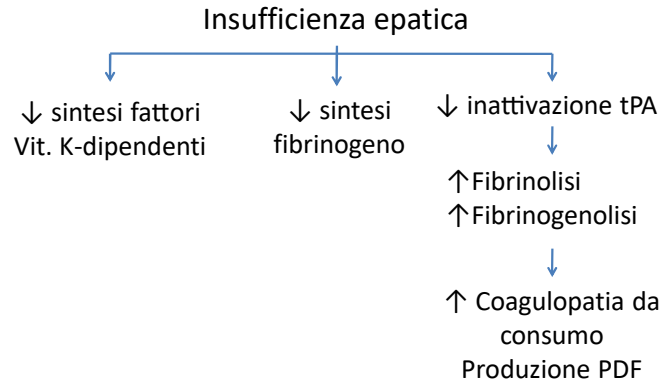 Insufficienza epatica
↓ sintesi fattori
Vit. K-dipendenti
↓ sintesi
fibrinogeno
↓ inattivazione tPA
↑Fibrinolisi
↑Fibrinogenolisi
↑ Coagulopatia da
consumo
Produzione PDF